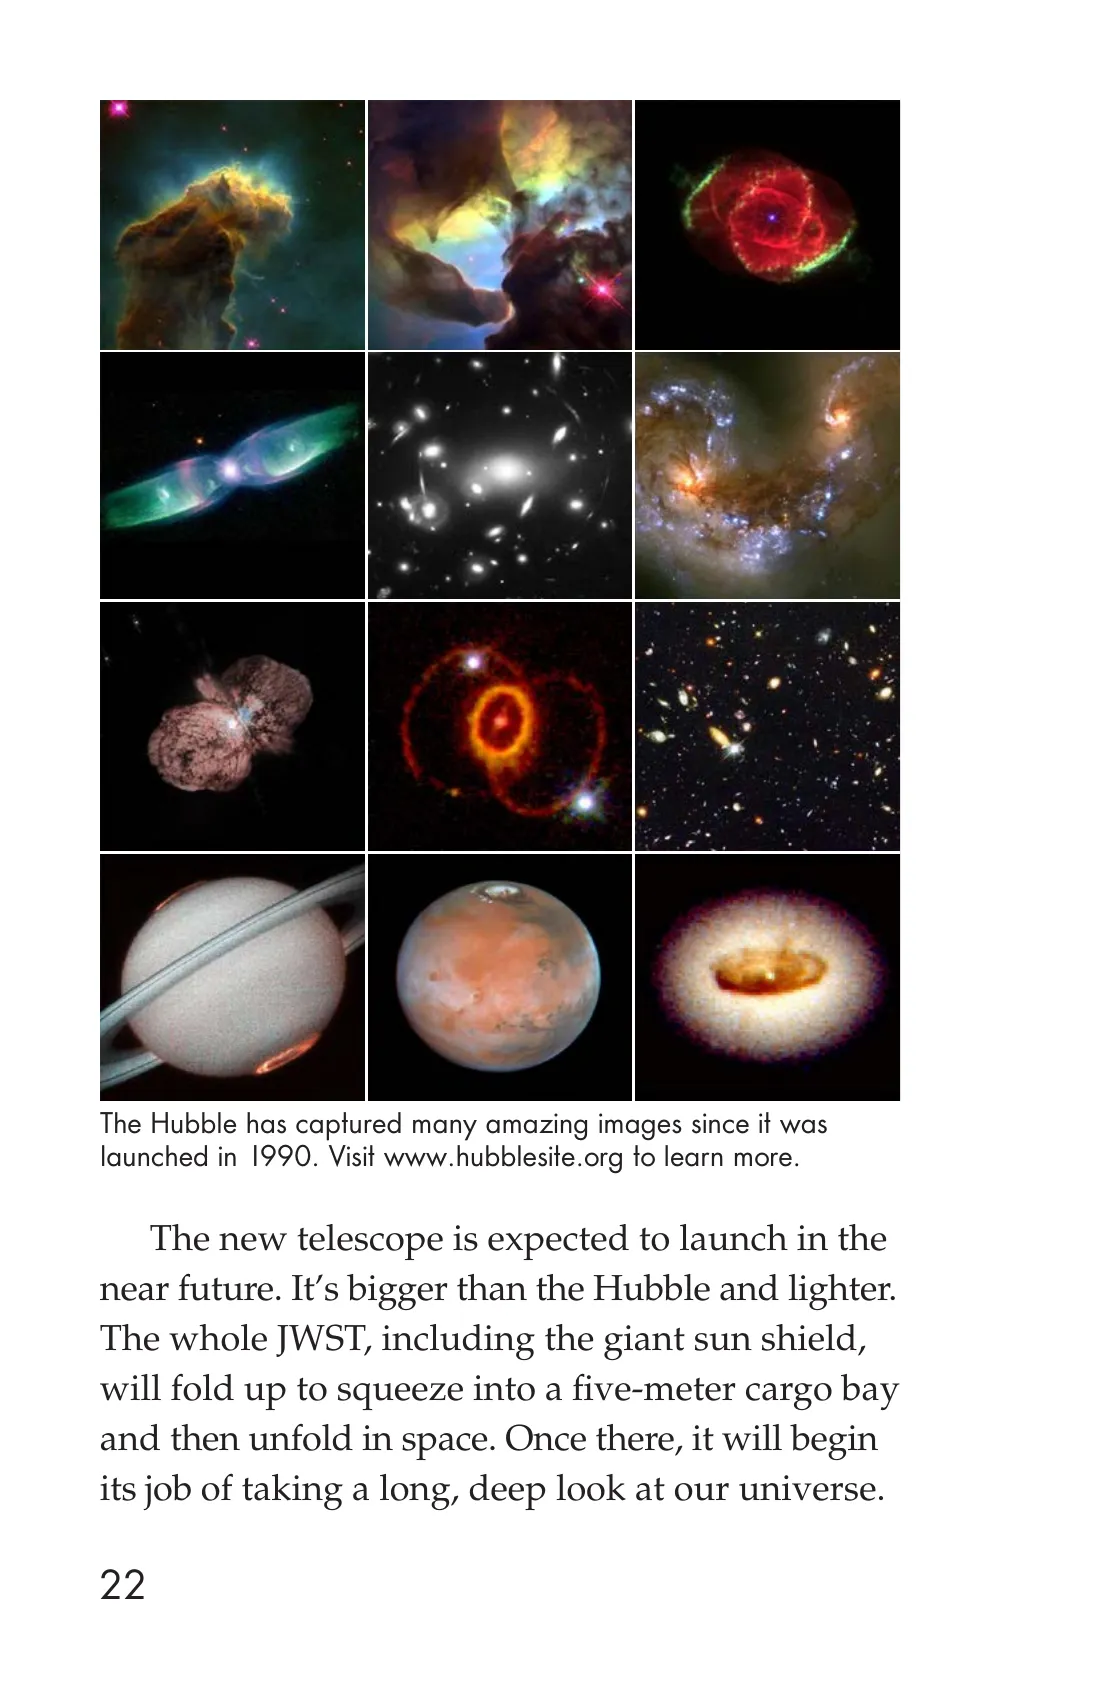 The Hubble has captured many amazing images since it was
launched in 1990. Visit www.hubblesite.org to learn more.
The new telescope is expected to launch in the
near future. It’s bigger than the Hubble and lighter.
The whole JWST, including the giant sun shield,
will fold up to squeeze into a five-meter cargo bay
and then unfold in space. Once there, it will begin
its job of taking a long, deep look at our universe.
22